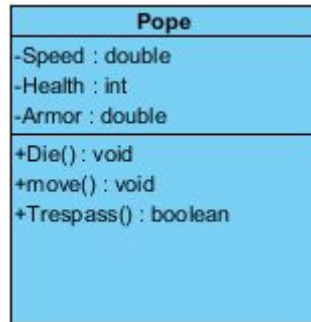 Pope
-Speed : double
-Health : int
-Armor : double
+Die() : void
+move() : void
+Trespass() : boolean